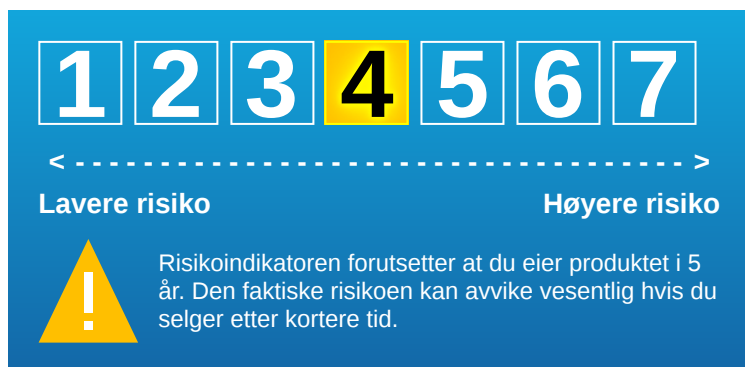 1 2 3 4 5 6 7
< - - - - - - - - - - - - - - - - - - - - - - - - - - - - - - - - - - - - >
Lavere risiko Høyere risiko
Risikoindikatoren forutsetter at du eier produktet i 5
år. Den faktiske risikoen kan avvike vesentlig hvis du
selger etter kortere tid.
!